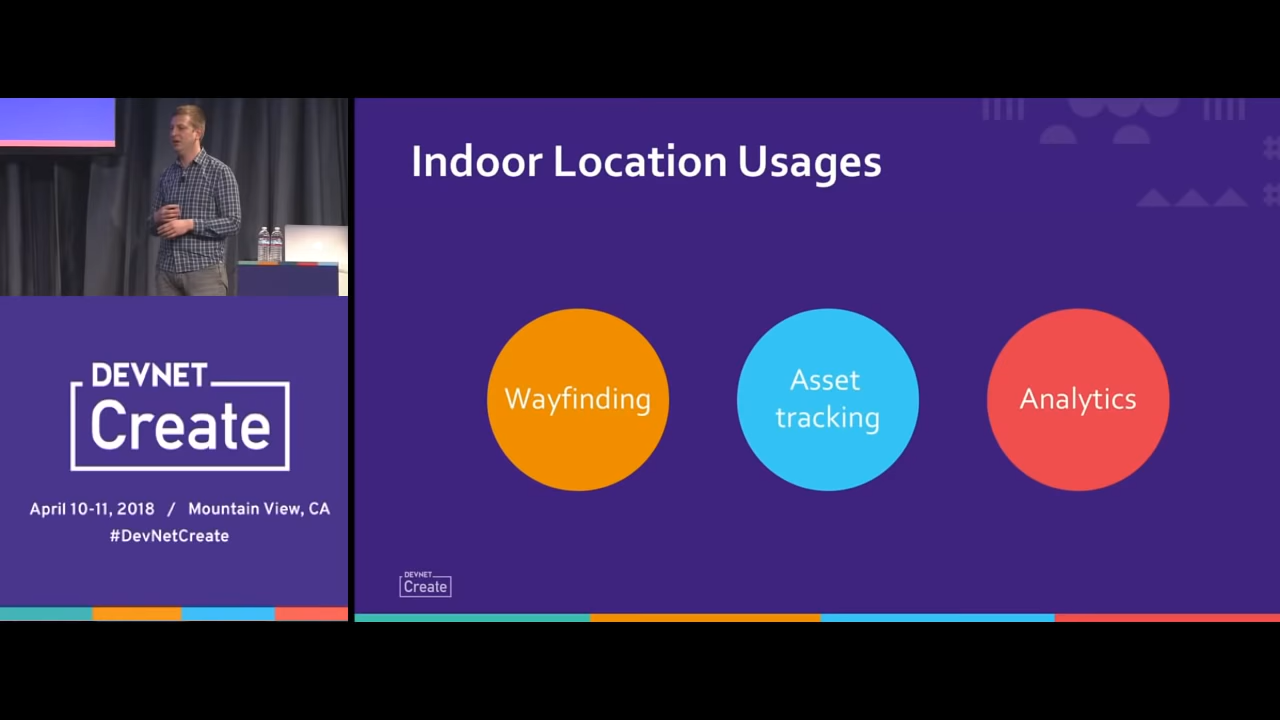 Indoor Location Usages
Wayfinding
Asset
tracking
Analytics
DEVNET
Create
DEVNET
Create
April 10-11, 2018 / Mountain View, CA
#DevNetCreate